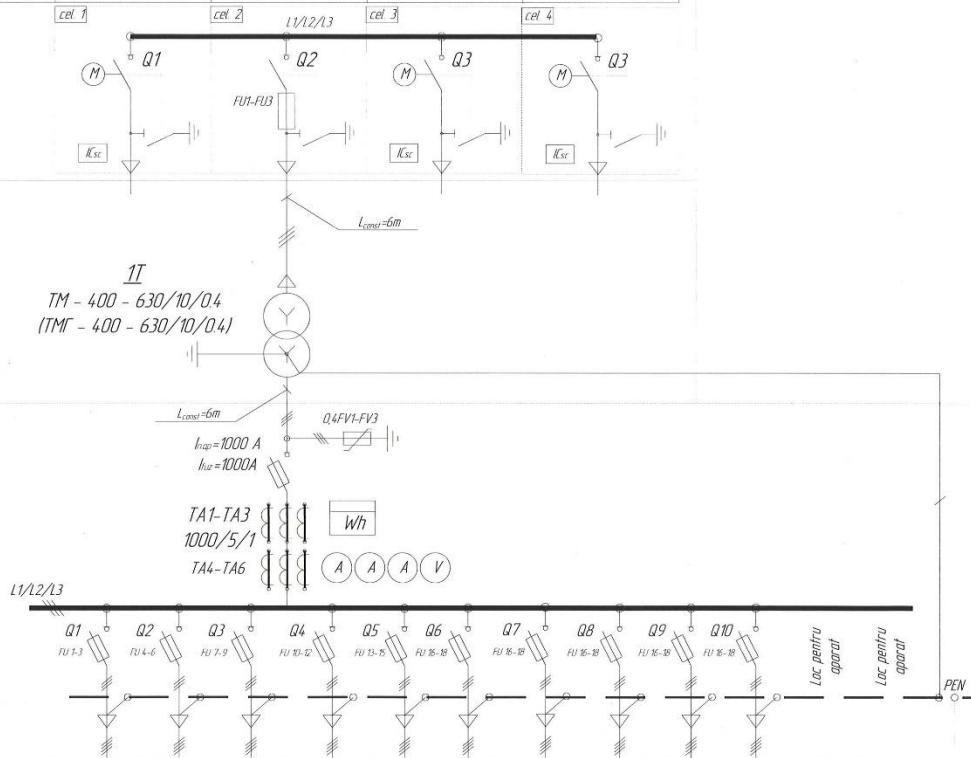 cel. 1
cel. 2
cel. 3
cel. 4
L1/L2/L3
Q1
Q2
Q3
Q3
M
M
M
FU1-FU3
ICsc
ICsc
ICsc
Lconst=6m
1T
TM - 400 - 630/10/0.4
(ТМГ - 400 - 630/10/0.4)
Lconst=6m
0,4FV1-FV3
=1000 A
Ifuz=1000A
TA1-TA3
1000/5/1
Wh
TA4-TA6
A
A
A
V
L1/L2/L3
Q1
Q2
Q3
Q4
Q5
Q6
Q7
Q8
Q9
Q10
FU 1-3
FU 4-6
FU 7-9
FU 10-12
FU 13-15
FU 16-18
FU 16-18
FU 16-18
FU 16-18
FU 16-18
Loc pentru
aparat
Loc pentru
aparat
PEN